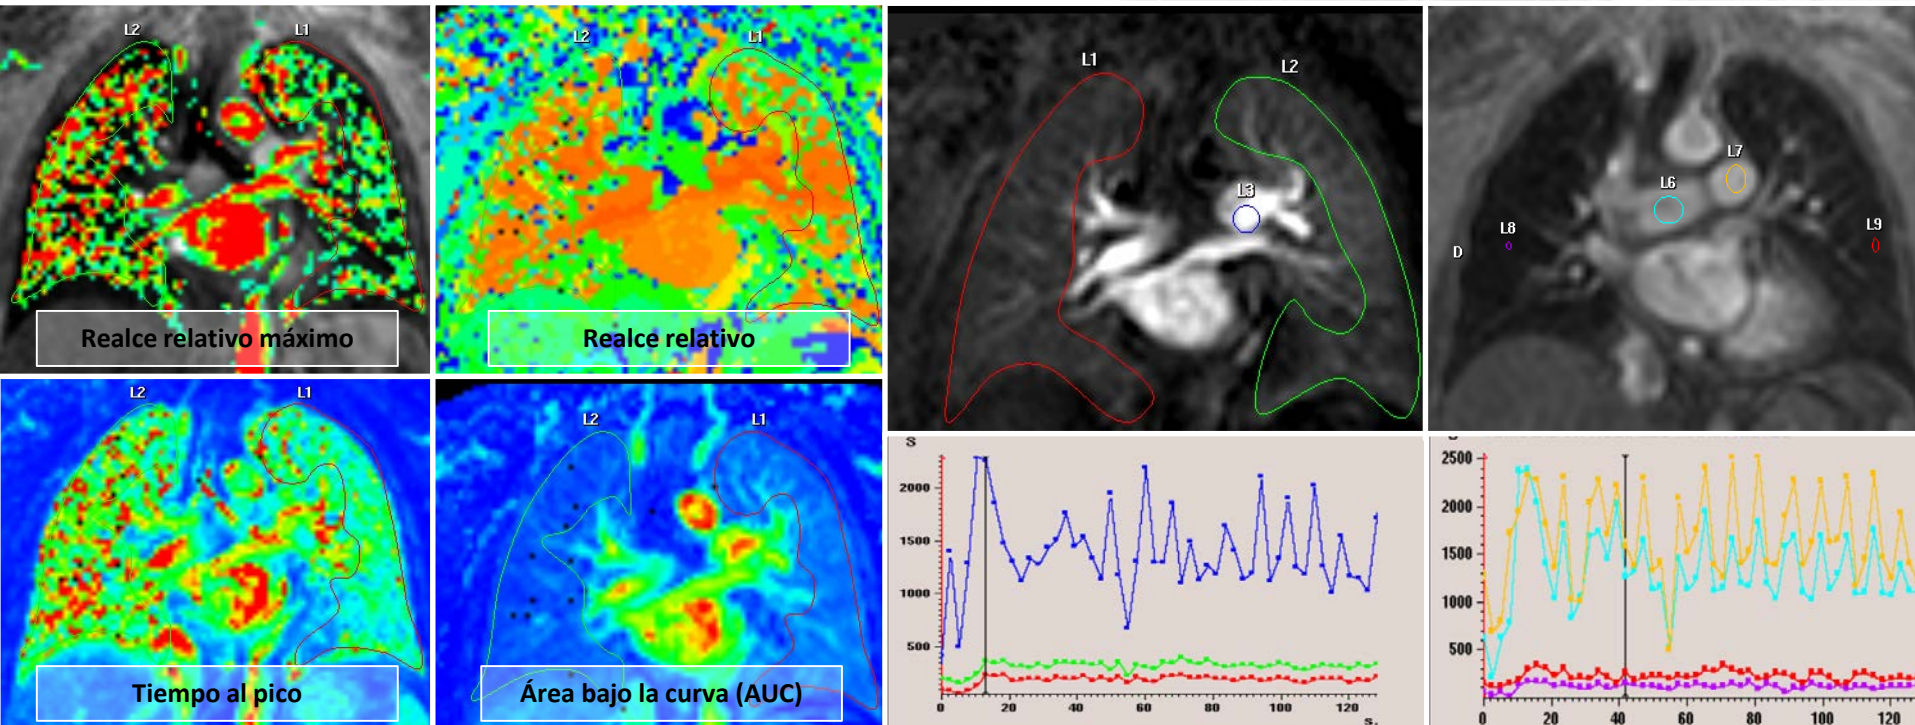 L2
L1
Realce relativo máximo
L2
L1
Realce relativo
L1
L2
L3
L7
L6
L8
L9
D
L2
L1
Tiempo al pico
L2
L1
Área bajo la curva (AUC)
S
2000
1500
1000
500
0
20
40
60
80
100
120
s.
2500
2000
1500
1000
500
0
20
40
60
80
100
120